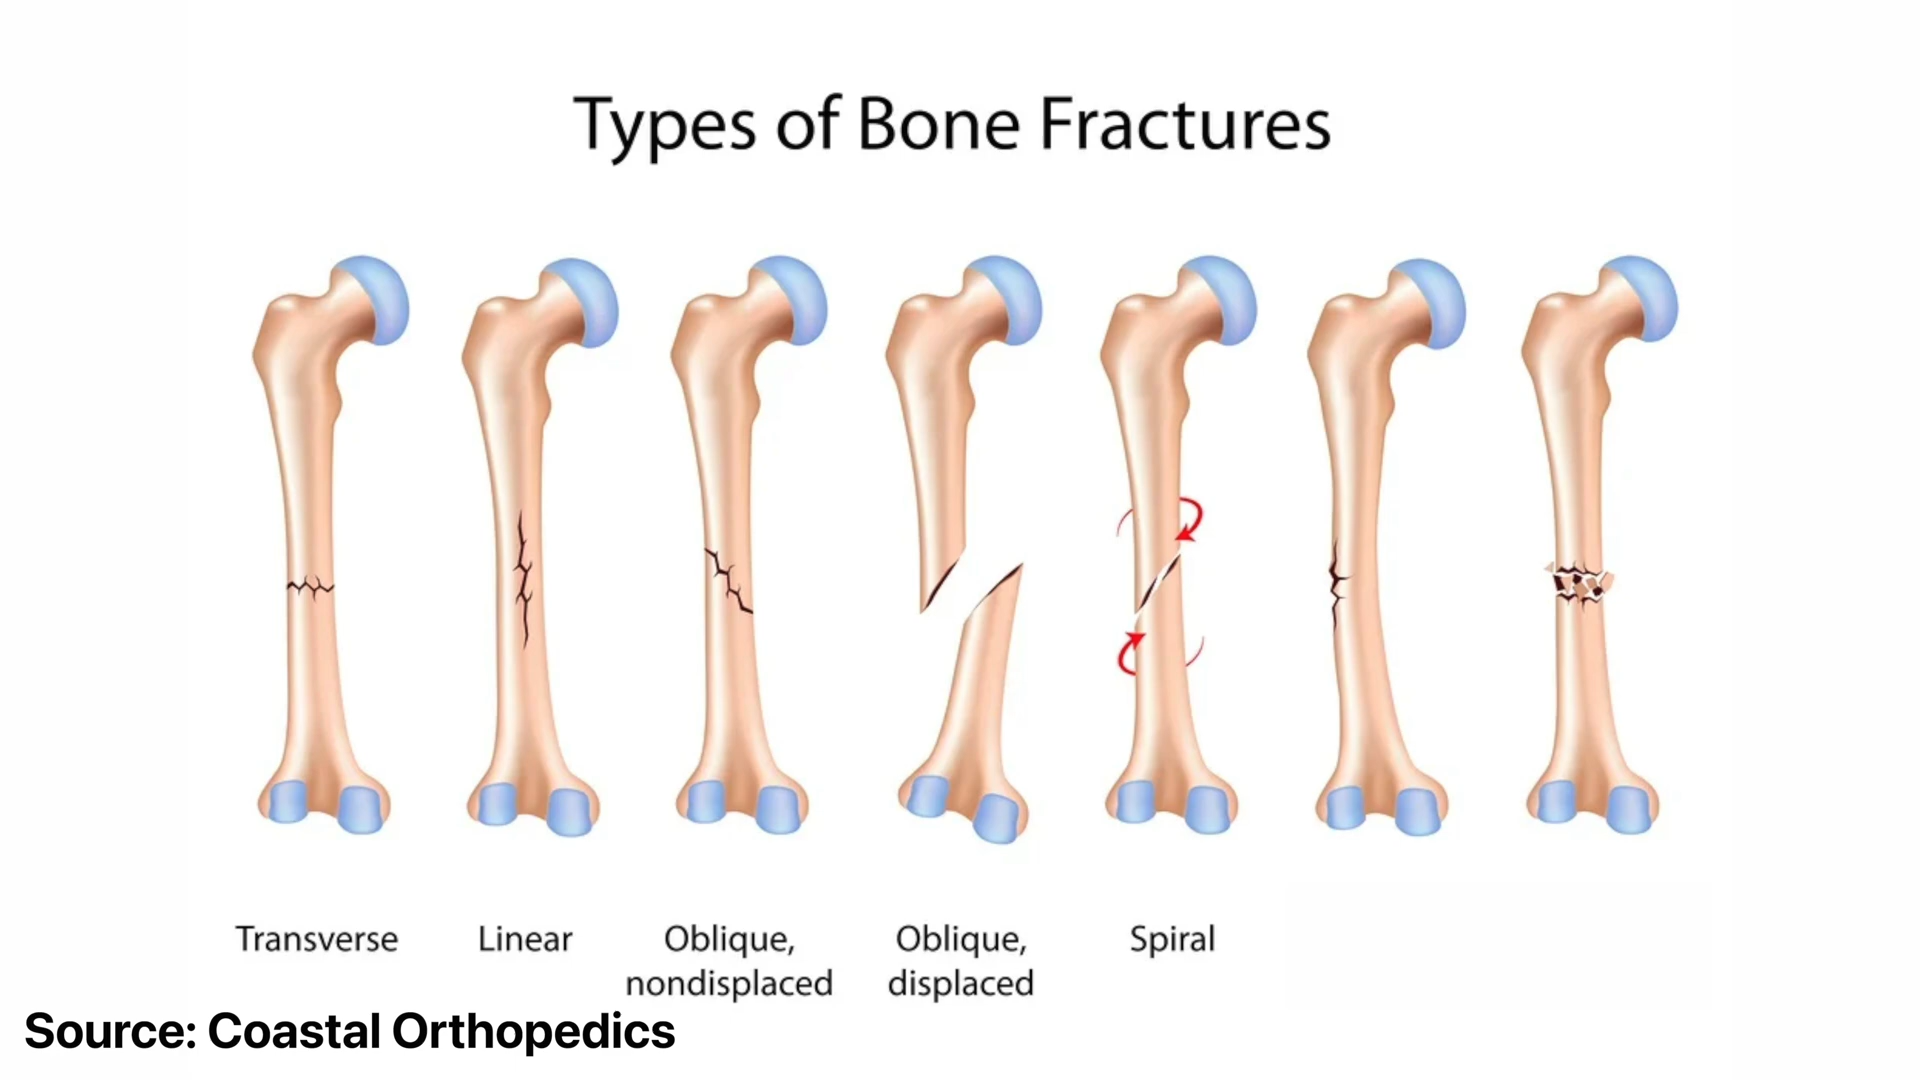 Types of Bone Fractures
Transverse
Linear
Oblique,
nondisplaced
Oblique,
displaced
Spiral
Source: Coastal Orthopedics